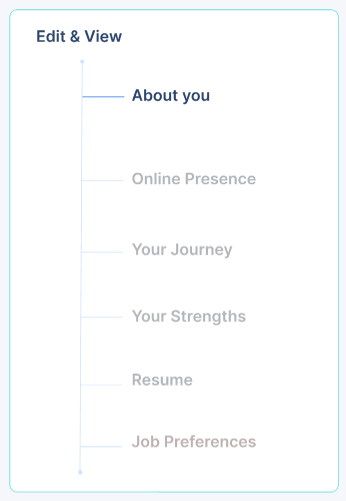 Edit & View
About you
Online Presence
Your Journey
Your Strengths
Resume
Job Preferences